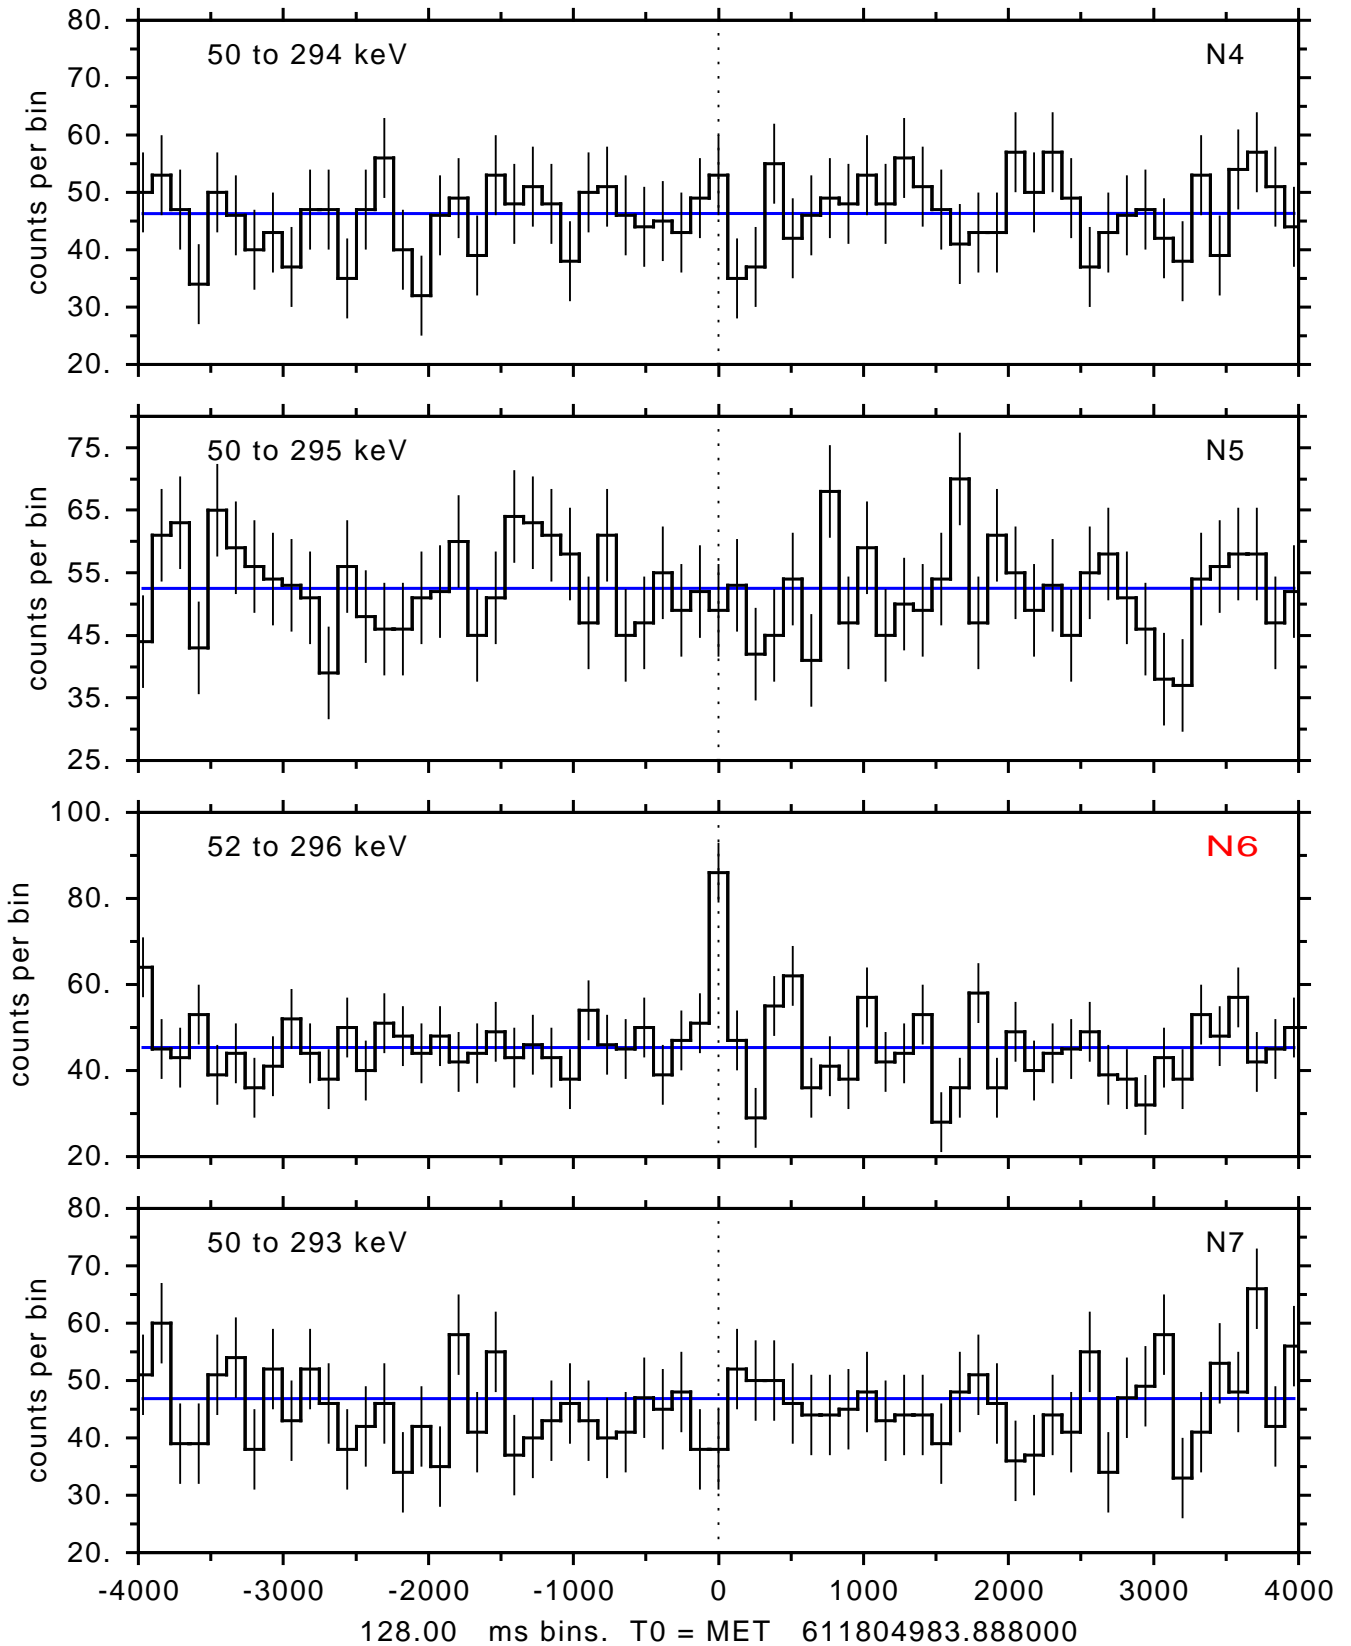 80.
50 to 294 keV N4
70.
60.
50.
40.
30.
20.
counts per bin
50 to 295 keV N5
75.
65.
55.
45.
35.
25.
counts per bin
100.
52 to 296 keV N6
80.
60.
40.
20.
counts per bin
80.
50 to 293 keV N7
70.
60.
50.
40.
30.
20.
counts per bin
-4000 -3000 -2000 -1000 0 1000 2000 3000 4000
128.00 ms bins. T0 = MET 611804983.888000